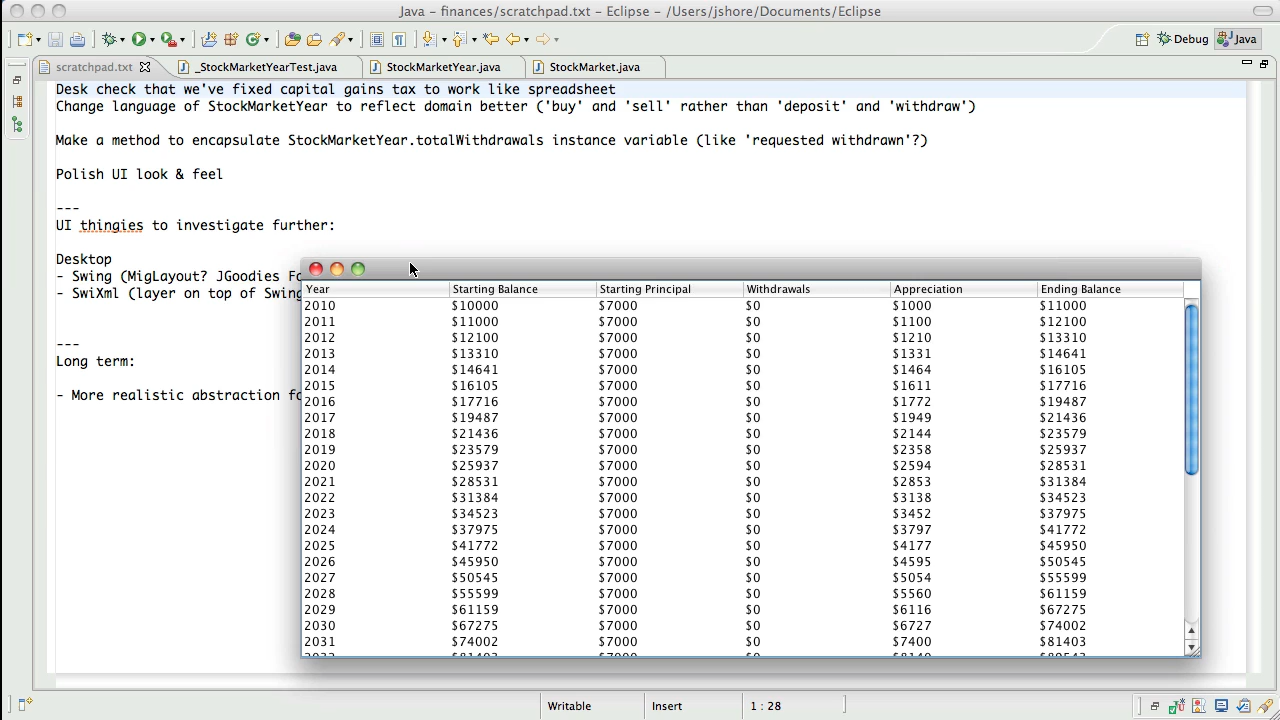 Java – finances/scratchpad.txt – Eclipse – /Users/jshore/Documents/Eclipse
Debug Java
scratchpad.txt _StockMarketYearTest.java StockMarketYear.java StockMarket.java
Desk check that we've fixed capital gains tax to work like spreadsheet
Change language of StockMarketYear to reflect domain better ('buy' and 'sell' rather than 'deposit' and 'withdraw')
Make a method to encapsulate StockMarketYear.totalWithdrawals instance variable (like 'requested withdrawn'?)
Polish UI look & feel
---
UI thingies to investigate further:
Desktop
- Swing (MigLayout? JGoodies Fo
- SwiXml (layer on top of Swing
---
Long term:
- More realistic abstraction fo
Year Starting Balance Starting Principal Withdrawals Appreciation Ending Balance
2010 $10000 $7000 $0 $1000 $11000
2011 $11000 $7000 $0 $1100 $12100
2012 $12100 $7000 $0 $1210 $13310
2013 $13310 $7000 $0 $1331 $14641
2014 $14641 $7000 $0 $1464 $16105
2015 $16105 $7000 $0 $1611 $17716
2016 $17716 $7000 $0 $1772 $19487
2017 $19487 $7000 $0 $1949 $21436
2018 $21436 $7000 $0 $2144 $23579
2019 $23579 $7000 $0 $2358 $25937
2020 $25937 $7000 $0 $2594 $28531
2021 $28531 $7000 $0 $2853 $31384
2022 $31384 $7000 $0 $3138 $34523
2023 $34523 $7000 $0 $3452 $37975
2024 $37975 $7000 $0 $3797 $41772
2025 $41772 $7000 $0 $4177 $45950
2026 $45950 $7000 $0 $4595 $50545
2027 $50545 $7000 $0 $5054 $55599
2028 $55599 $7000 $0 $5560 $61159
2029 $61159 $7000 $0 $6116 $67275
2030 $67275 $7000 $0 $6727 $74002
2031 $74002 $7000 $0 $7400 $81403
Writable Insert 1 : 28